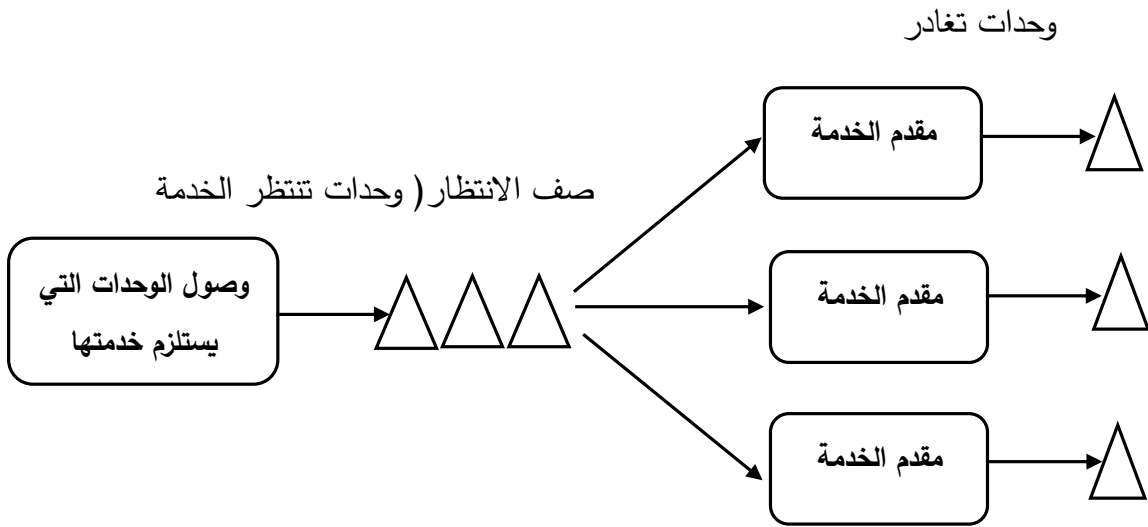 وحدات تغادر
مقدم الخدمة
صف الانتظار( وحدات تنتظر الخدمة
وصول الوحدات التي
يستلزم خدمتها
مقدم الخدمة
مقدم الخدمة